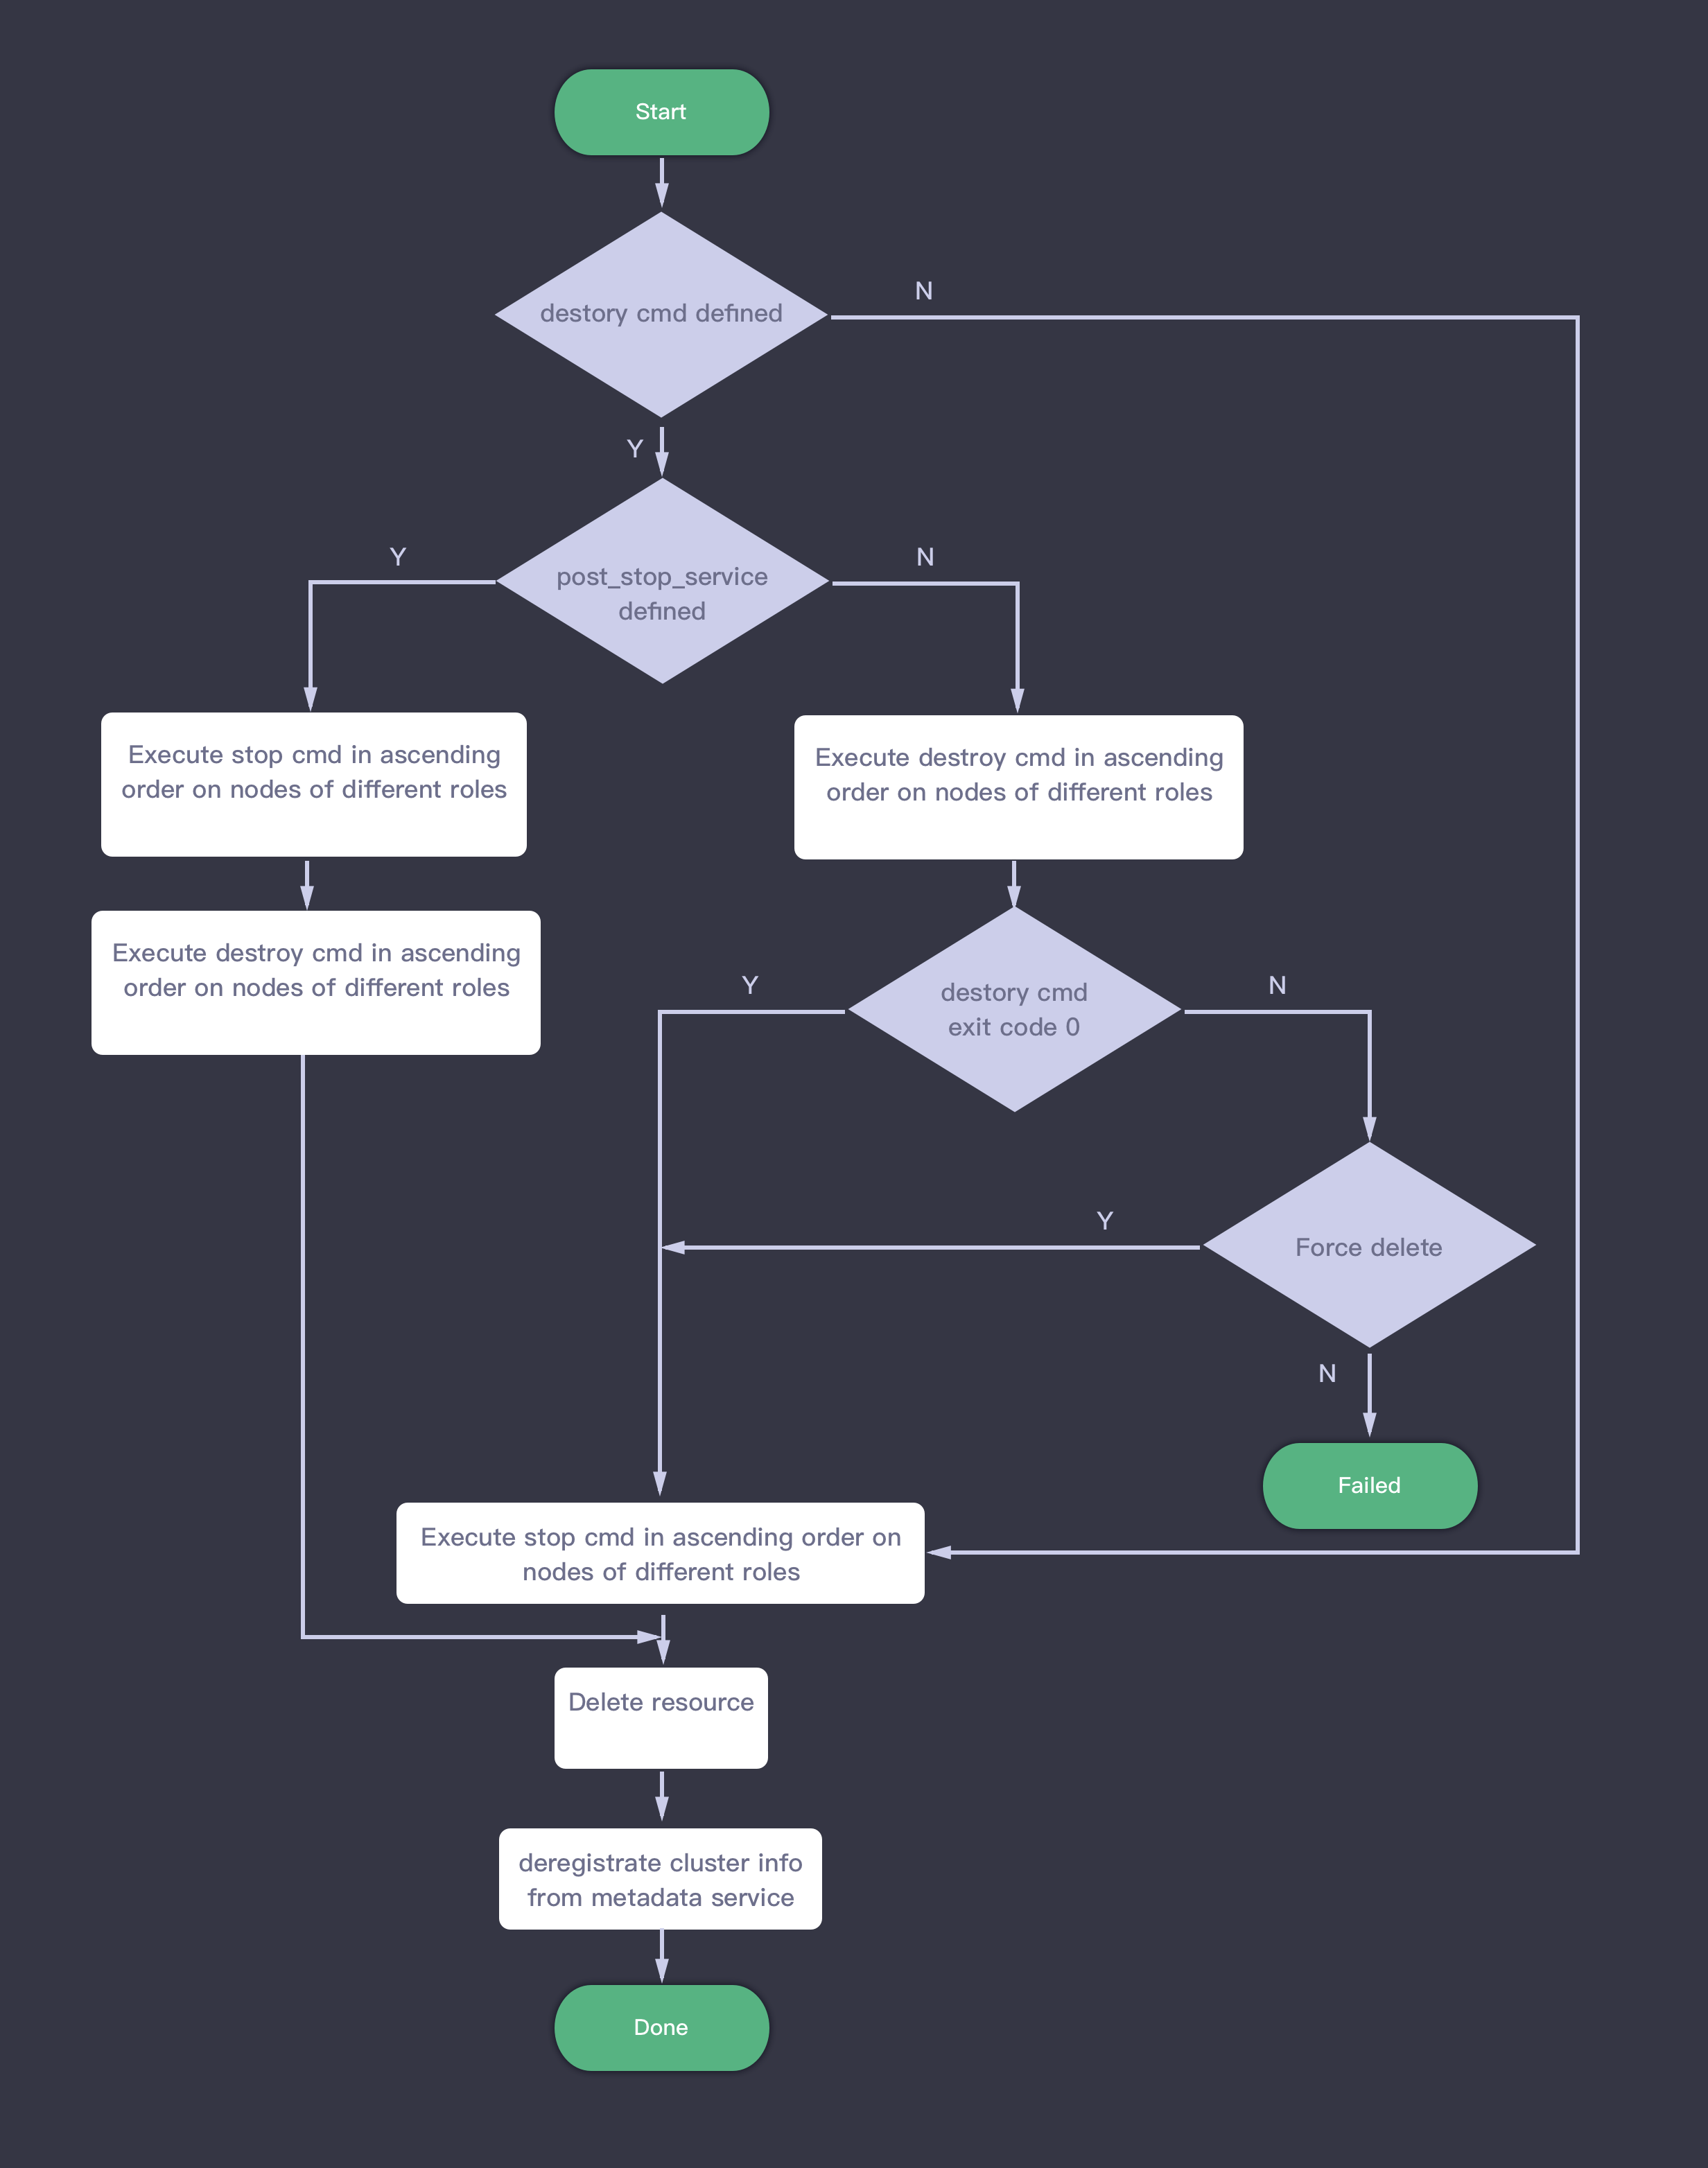 Start
destory cmd defined
N
Y
post_stop_service
defined
Y
N
Execute stop cmd in ascending
order on nodes of different roles
Execute destroy cmd in ascending
order on nodes of different roles
Execute destroy cmd in ascending
order on nodes of different roles
destory cmd
exit code 0
Y
N
Force delete
Y
N
Failed
Execute stop cmd in ascending order on
nodes of different roles
Delete resource
deregistrate cluster info
from metadata service
Done